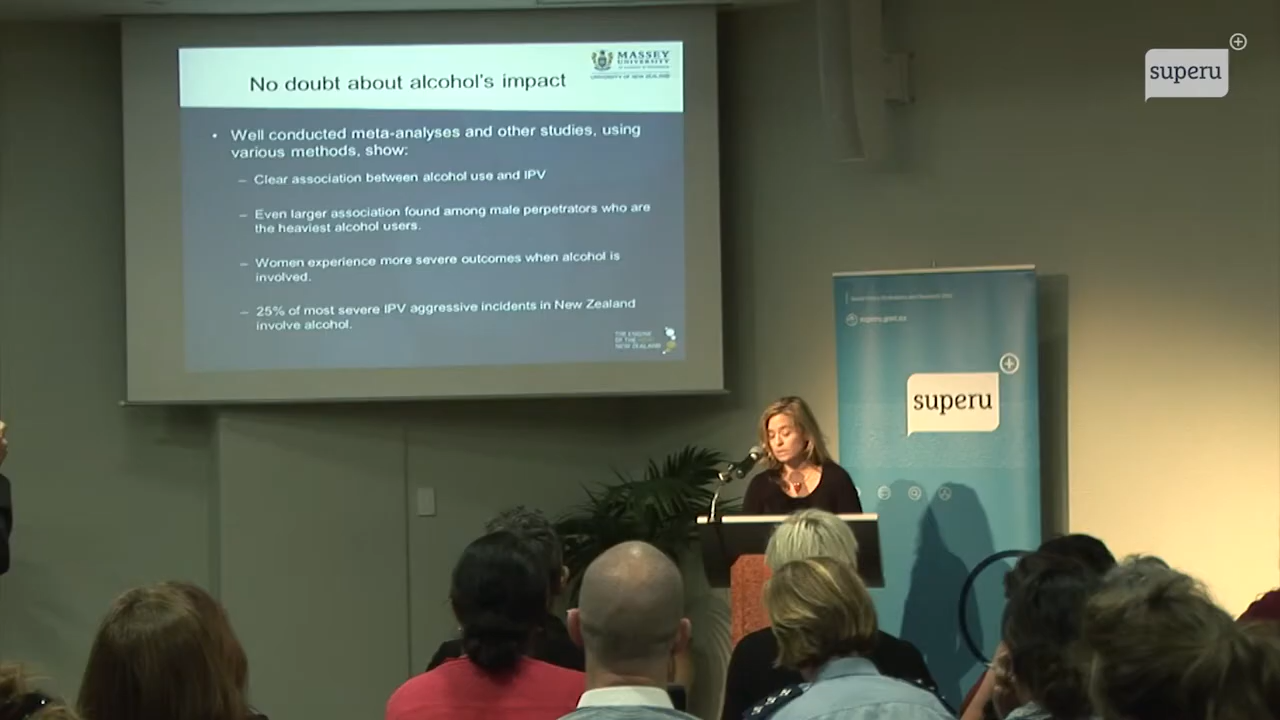 MASSEY
UNIVERSITY
UNIVERSITY OF NEW ZEALAND
No doubt about alcohol's impact
• Well conducted meta-analyses and other studies, using
various methods, show:
– Clear association between alcohol use and IPV
– Even larger association found among male perpetrators who are
the heaviest alcohol users.
– Women experience more severe outcomes when alcohol is
involved.
– 25% of most severe IPV aggressive incidents in New Zealand
involve alcohol.
THE ENGINE
OF THE NEW
NEW ZEALAND
superu
superu.govt.nz
superu